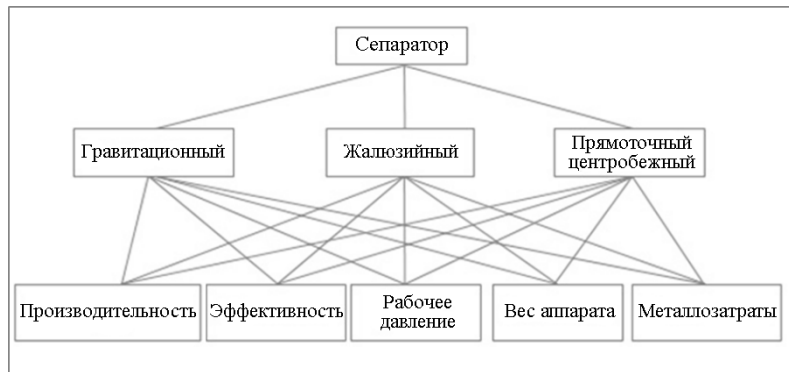 Сепаратор
Гравитационный
Жалюзийный
Прямоточный
центробежный
Производительность
Эффективность
Рабочее
давление
Вес аппарата
Металлозатраты